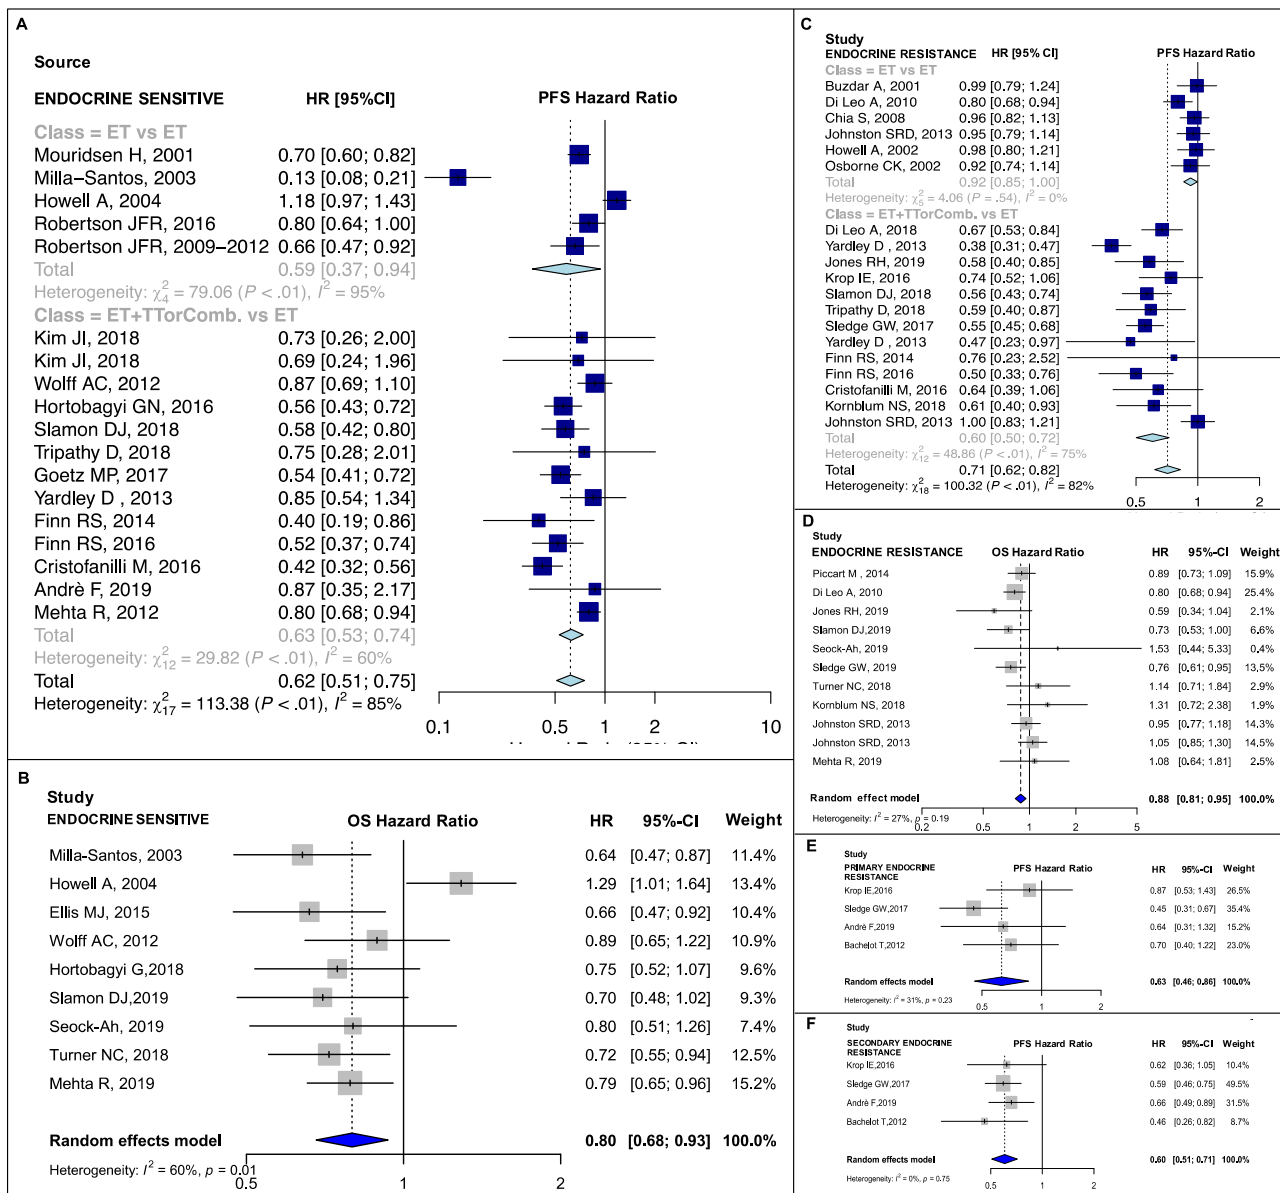 A
Source
ENDOCRINE SENSITIVE HR [95%CI] PFS Hazard Ratio
Class = ET vs ET
Mouridsen H, 2001 0.70 [0.60; 0.82]
Milla−Santos, 2003 0.13 [0.08; 0.21]
Howell A, 2004 1.18 [0.97; 1.43]
Robertson JFR, 2016 0.80 [0.64; 1.00]
Robertson JFR, 2009−2012 0.66 [0.47; 0.92]
Total 0.59 [0.37; 0.94]
Heterogeneity: χ²₄ = 79.06 (P < .01), I² = 95%
Class = ET+TTorComb. vs ET
Kim JI, 2018 0.73 [0.26; 2.00]
Kim JI, 2018 0.69 [0.24; 1.96]
Wolff AC, 2012 0.87 [0.69; 1.10]
Hortobagyi GN, 2016 0.56 [0.43; 0.72]
Slamon DJ, 2018 0.58 [0.42; 0.80]
Tripathy D, 2018 0.75 [0.28; 2.01]
Goetz MP, 2017 0.54 [0.41; 0.72]
Yardley D , 2013 0.85 [0.54; 1.34]
Finn RS, 2014 0.40 [0.19; 0.86]
Finn RS, 2016 0.52 [0.37; 0.74]
Cristofanilli M, 2016 0.42 [0.32; 0.56]
Andrè F, 2019 0.87 [0.35; 2.17]
Mehta R, 2012 0.80 [0.68; 0.94]
Total 0.63 [0.53; 0.74]
Heterogeneity: χ²₁₂ = 29.82 (P < .01), I² = 60%
Total 0.62 [0.51; 0.75]
Heterogeneity: χ²₁₇ = 113.38 (P < .01), I² = 85%
0.1 0.5 1 2 10
B
Study
ENDOCRINE SENSITIVE OS Hazard Ratio HR 95%-CI Weight
Milla-Santos, 2003 0.64 [0.47; 0.87] 11.4%
Howell A, 2004 1.29 [1.01; 1.64] 13.4%
Ellis MJ, 2015 0.66 [0.47; 0.92] 10.4%
Wolff AC, 2012 0.89 [0.65; 1.22] 10.9%
Hortobagyi G,2018 0.75 [0.52; 1.07] 9.6%
Slamon DJ,2019 0.70 [0.48; 1.02] 9.3%
Seock-Ah, 2019 0.80 [0.51; 1.26] 7.4%
Turner NC, 2018 0.72 [0.55; 0.94] 12.5%
Mehta R, 2019 0.79 [0.65; 0.96] 15.2%
Random effects model 0.80 [0.68; 0.93] 100.0%
Heterogeneity: I² = 60%, p = 0.01
0.5 1 2
C
Study
ENDOCRINE RESISTANCE HR [95% CI] PFS Hazard Ratio
Class = ET vs ET
Buzdar A, 2001 0.99 [0.79; 1.24]
Di Leo A, 2010 0.80 [0.68; 0.94]
Chia S, 2008 0.96 [0.82; 1.13]
Johnston SRD, 2013 0.95 [0.79; 1.14]
Howell A, 2002 0.98 [0.80; 1.21]
Osborne CK, 2002 0.92 [0.74; 1.14]
Total 0.92 [0.85; 1.00]
Heterogeneity: χ²₅ = 4.06 (P = .54), I² = 0%
Class = ET+TTorComb. vs ET
Di Leo A, 2018 0.67 [0.53; 0.84]
Yardley D , 2013 0.38 [0.31; 0.47]
Jones RH, 2019 0.58 [0.40; 0.85]
Krop IE, 2016 0.74 [0.52; 1.06]
Slamon DJ, 2018 0.56 [0.43; 0.74]
Tripathy D, 2018 0.59 [0.40; 0.87]
Sledge GW, 2017 0.55 [0.45; 0.68]
Yardley D, 2013 0.47 [0.23; 0.97]
Finn RS, 2014 0.76 [0.23; 2.52]
Finn RS, 2016 0.50 [0.33; 0.76]
Cristofanilli M, 2016 0.64 [0.39; 1.06]
Kornblum NS, 2018 0.61 [0.40; 0.93]
Johnston SRD, 2013 1.00 [0.83; 1.21]
Total 0.60 [0.50; 0.72]
Heterogeneity: χ²₁₂ = 48.86 (P < .01), I² = 75%
Total 0.71 [0.62; 0.82]
Heterogeneity: χ²₁₈ = 100.32 (P < .01), I² = 82%
0.5 1 2
D
Study
ENDOCRINE RESISTANCE OS Hazard Ratio HR 95%-CI Weight
Piccart M , 2014 0.89 [0.73; 1.09] 15.9%
Di Leo A, 2010 0.80 [0.68; 0.94] 25.4%
Jones RH, 2019 0.59 [0.34; 1.04] 2.1%
Slamon DJ,2019 0.73 [0.53; 1.00] 6.6%
Seock-Ah, 2019 1.53 [0.44; 5.33] 0.4%
Sledge GW, 2019 0.76 [0.61; 0.95] 13.5%
Turner NC, 2018 1.14 [0.71; 1.84] 2.9%
Kornblum NS, 2018 1.31 [0.72; 2.38] 1.9%
Johnston SRD, 2013 0.95 [0.77; 1.18] 14.3%
Johnston SRD, 2013 1.05 [0.85; 1.30] 14.5%
Mehta R, 2019 1.08 [0.64; 1.81] 2.5%
Random effect model 0.88 [0.81; 0.95] 100.0%
Heterogeneity: I² = 27%, p = 0.19
0.2 0.5 1 2 5
E
Study
PRIMARY ENDOCRINE PFS Hazard Ratio HR 95%-CI Weight
RESISTANCE
Krop IE,2016 0.87 [0.53; 1.43] 26.5%
Sledge GW,2017 0.45 [0.31; 0.67] 35.4%
Andrè F,2019 0.64 [0.31; 1.32] 15.2%
Bachelot T,2012 0.70 [0.40; 1.22] 23.0%
Random effects model 0.63 [0.46; 0.86] 100.0%
Heterogeneity: I² = 31%, p = 0.23
0.5 1 2
F
Study
SECONDARY ENDOCRINE PFS Hazard Ratio HR 95%-CI Weight
RESISTANCE
Krop IE,2016 0.62 [0.36; 1.05] 10.4%
Sledge GW,2017 0.59 [0.46; 0.75] 49.5%
Andrè F,2019 0.66 [0.49; 0.89] 31.5%
Bachelot T,2012 0.46 [0.26; 0.82] 8.7%
Random effects model 0.60 [0.51; 0.71] 100.0%
Heterogeneity: I² = 0%, p = 0.75
0.5 1 2